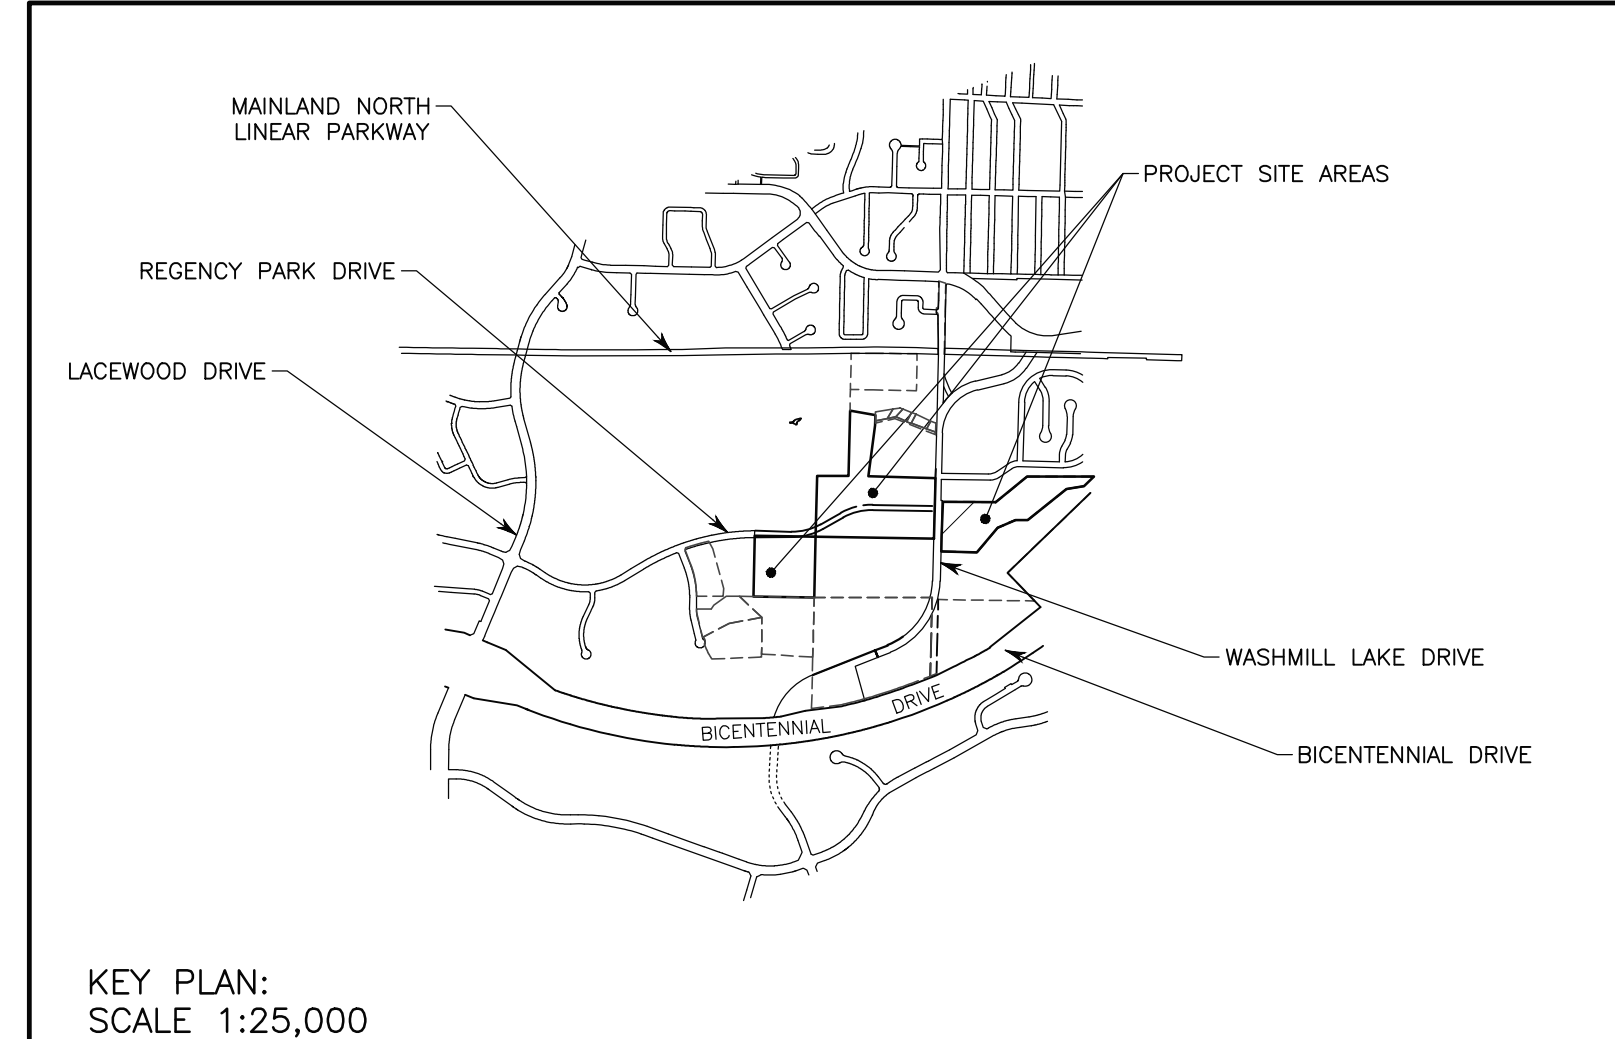 MAINLAND NORTH
LINEAR PARKWAY
PROJECT SITE AREAS
REGENCY PARK DRIVE
LACEWOOD DRIVE
WASHMILL LAKE DRIVE
BICENTENNIAL DRIVE
BICENTENNIAL DRIVE
KEY PLAN:
SCALE 1:25,000